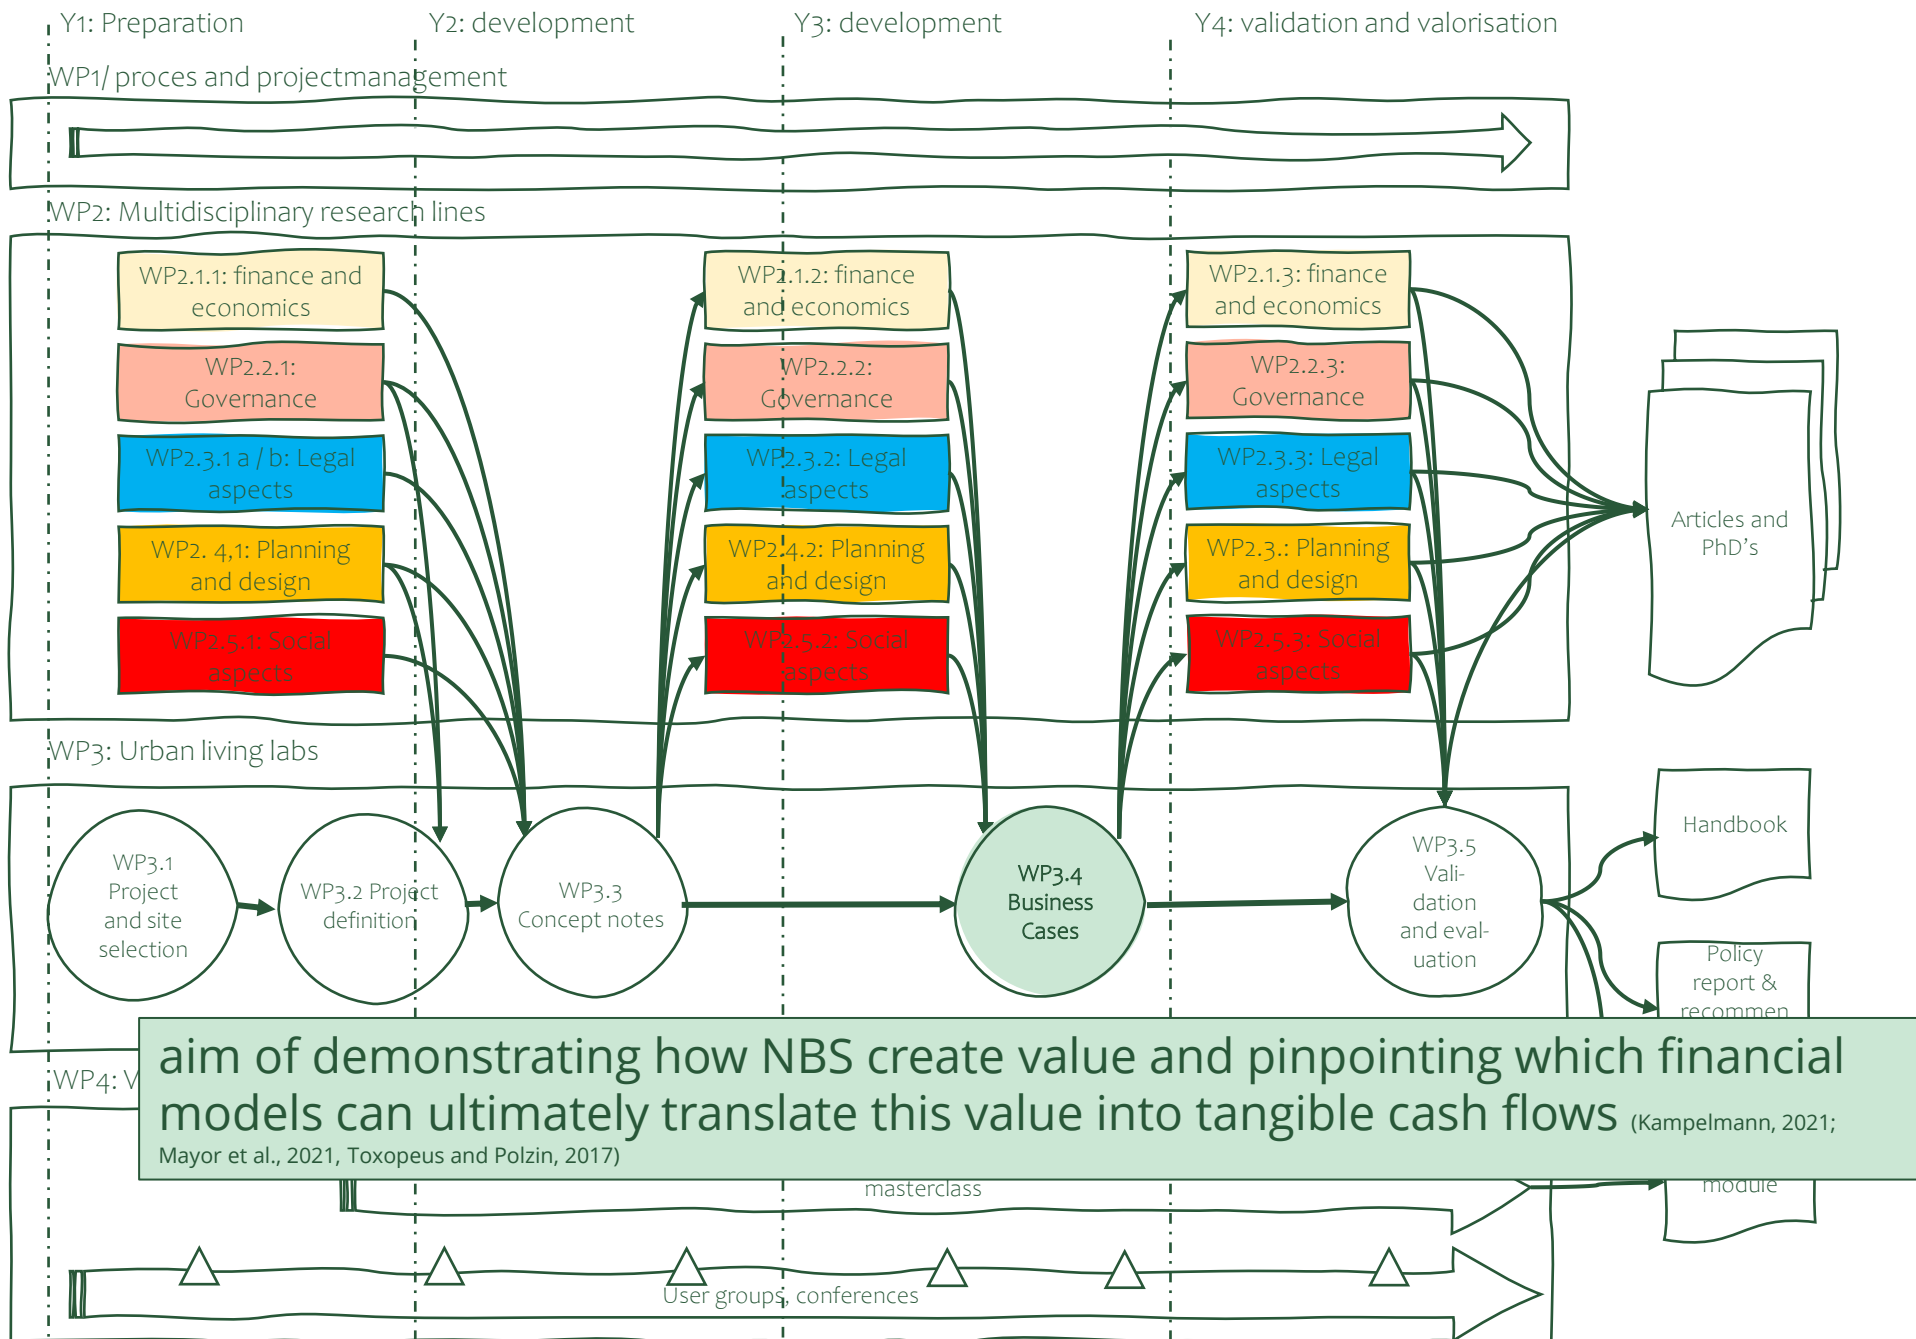 Y1: Preparation
Y2: development
Y3: development
Y4: validation and valorisation
WP1/ proces and projectmanagement
WP2: Multidisciplinary research lines
WP2.1.1: finance and
economics
WP2.1.2: finance
and economics
WP2.1.3: finance
and economics
WP2.2.1:
Governance
WP2.2.2:
Governance
WP2.2.3:
Governance
WP2.3.1 a / b: Legal
aspects
WP2.3.2: Legal
aspects
WP2.3.3: Legal
aspects
WP2. 4,1: Planning
and design
WP2.4.2: Planning
and design
WP2.3.: Planning
and design
WP2.5.1: Social
aspects
WP2.5.2: Social
aspects
WP2.5.3: Social
aspects
Articles and
PhD's
WP3: Urban living labs
WP3.1
Project
and site
selection
WP3.2 Project
definition
WP3.3
Concept notes
WP3.4
Business
Cases
WP3.5
Vali-
dation
and eval-
uation
Handbook
Policy
report &
recommen
WP4: V
aim of demonstrating how NBS create value and pinpointing which financial
models can ultimately translate this value into tangible cash flows (Kampelmann, 2021;
Mayor et al., 2021, Toxopeus and Polzin, 2017)
masterclass
module
User groups, conferences